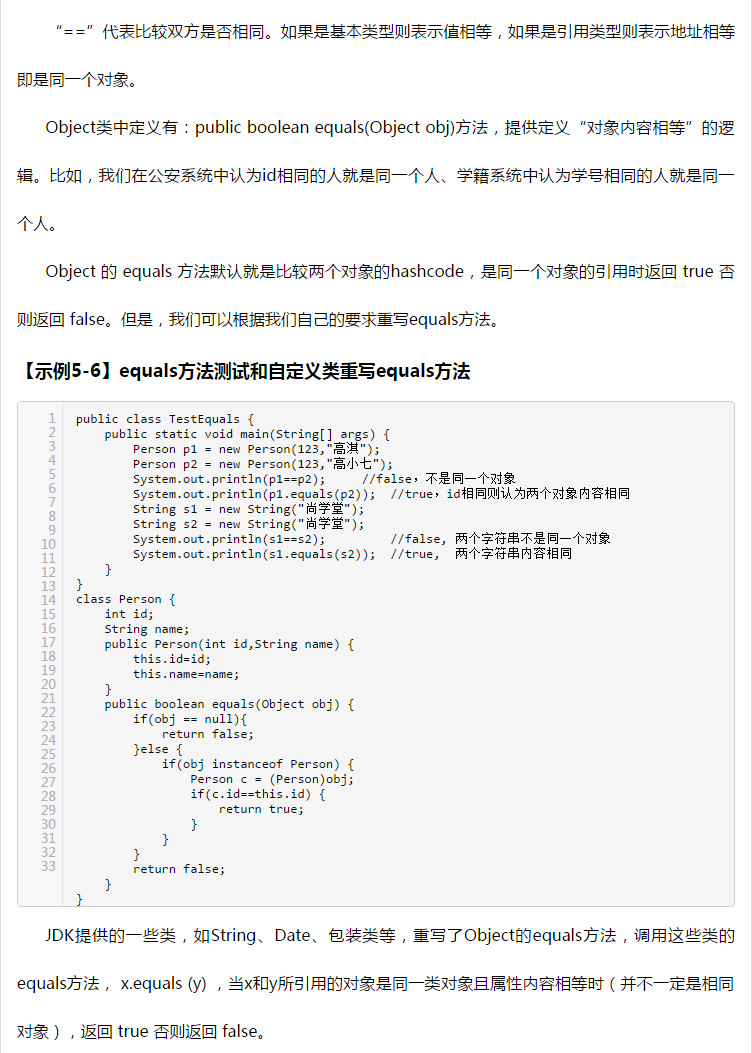 “==”代表比较双方是否相同。如果是基本类型则表示值相等，如果是引用类型则表示地址相等
即是同一个对象。
Object类中定义有：public boolean equals(Object obj)方法，提供定义“对象内容相等”的逻
辑。比如，我们在公安系统中认为id相同的人就是同一个人、学籍系统中认为学号相同的人就是同一
个人。
Object 的 equals 方法默认就是比较两个对象的hashcode，是同一个对象的引用时返回 true 否
则返回 false。但是，我们可以根据我们自己的要求重写equals方法。
【示例5-6】equals方法测试和自定义类重写equals方法
1 public class TestEquals {
2     public static void main(String[] args) {
3         Person p1 = new Person(123,"高淇");
4         Person p2 = new Person(123,"高小七");
5         System.out.println(p1==p2);     //false，不是同一个对象
6         System.out.println(p1.equals(p2));  //true，id相同则认为两个对象内容相同
7         String s1 = new String("尚学堂");
8         String s2 = new String("尚学堂");
9         System.out.println(s1==s2);         //false, 两个字符串不是同一个对象
10         System.out.println(s1.equals(s2));  //true,  两个字符串内容相同
11     }
12 }
13 class Person {
14     int id;
15     String name;
16     public Person(int id,String name) {
17         this.id=id;
18         this.name=name;
19     }
20     public boolean equals(Object obj) {
21         if(obj == null){
22             return false;
23         }else {
24             if(obj instanceof Person) {
25                 Person c = (Person)obj;
26                 if(c.id==this.id) {
27                     return true;
28                 }
29             }
30         }
31         return false;
32     }
33 }
JDK提供的一些类，如String、Date、包装类等，重写了Object的equals方法，调用这些类的
equals方法， x.equals (y) ，当x和y所引用的对象是同一类对象且属性内容相等时（并不一定是相同
对象），返回 true 否则返回 false。